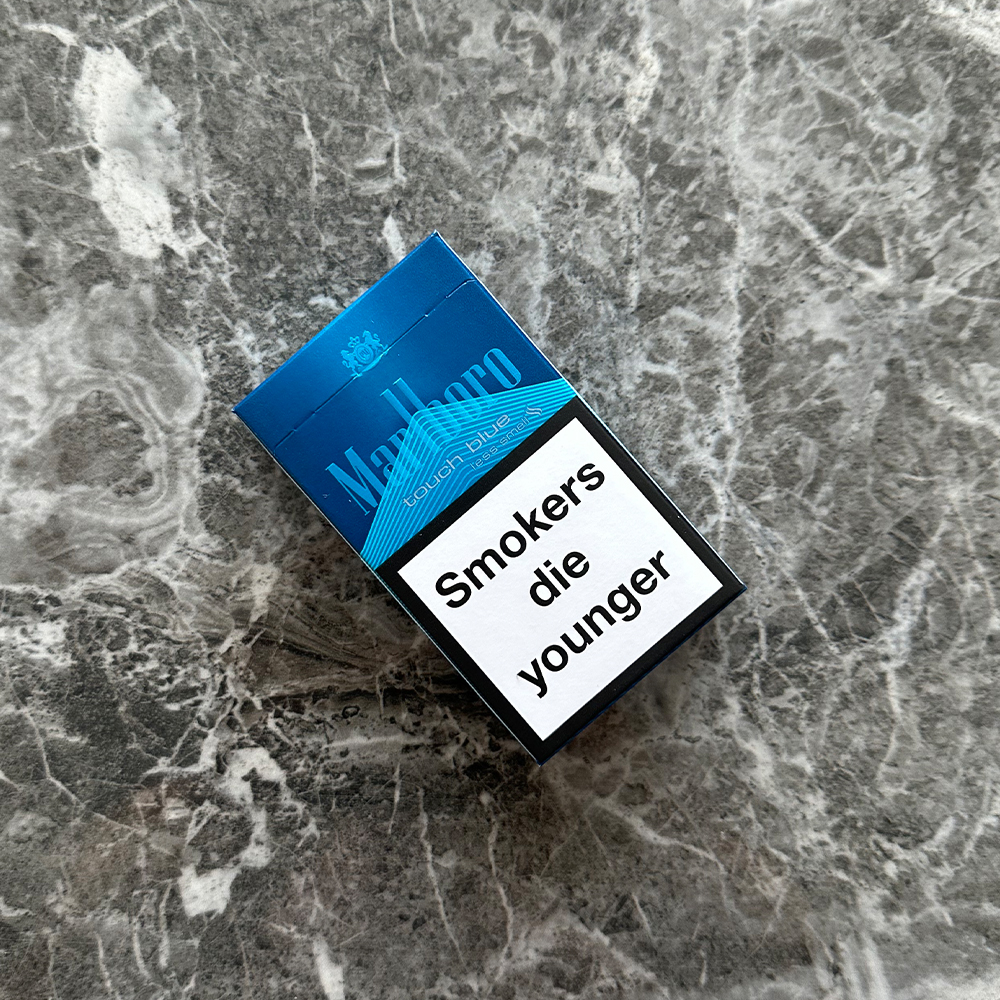 Marlboro
touch blue
less smell
Smokers
die
younger